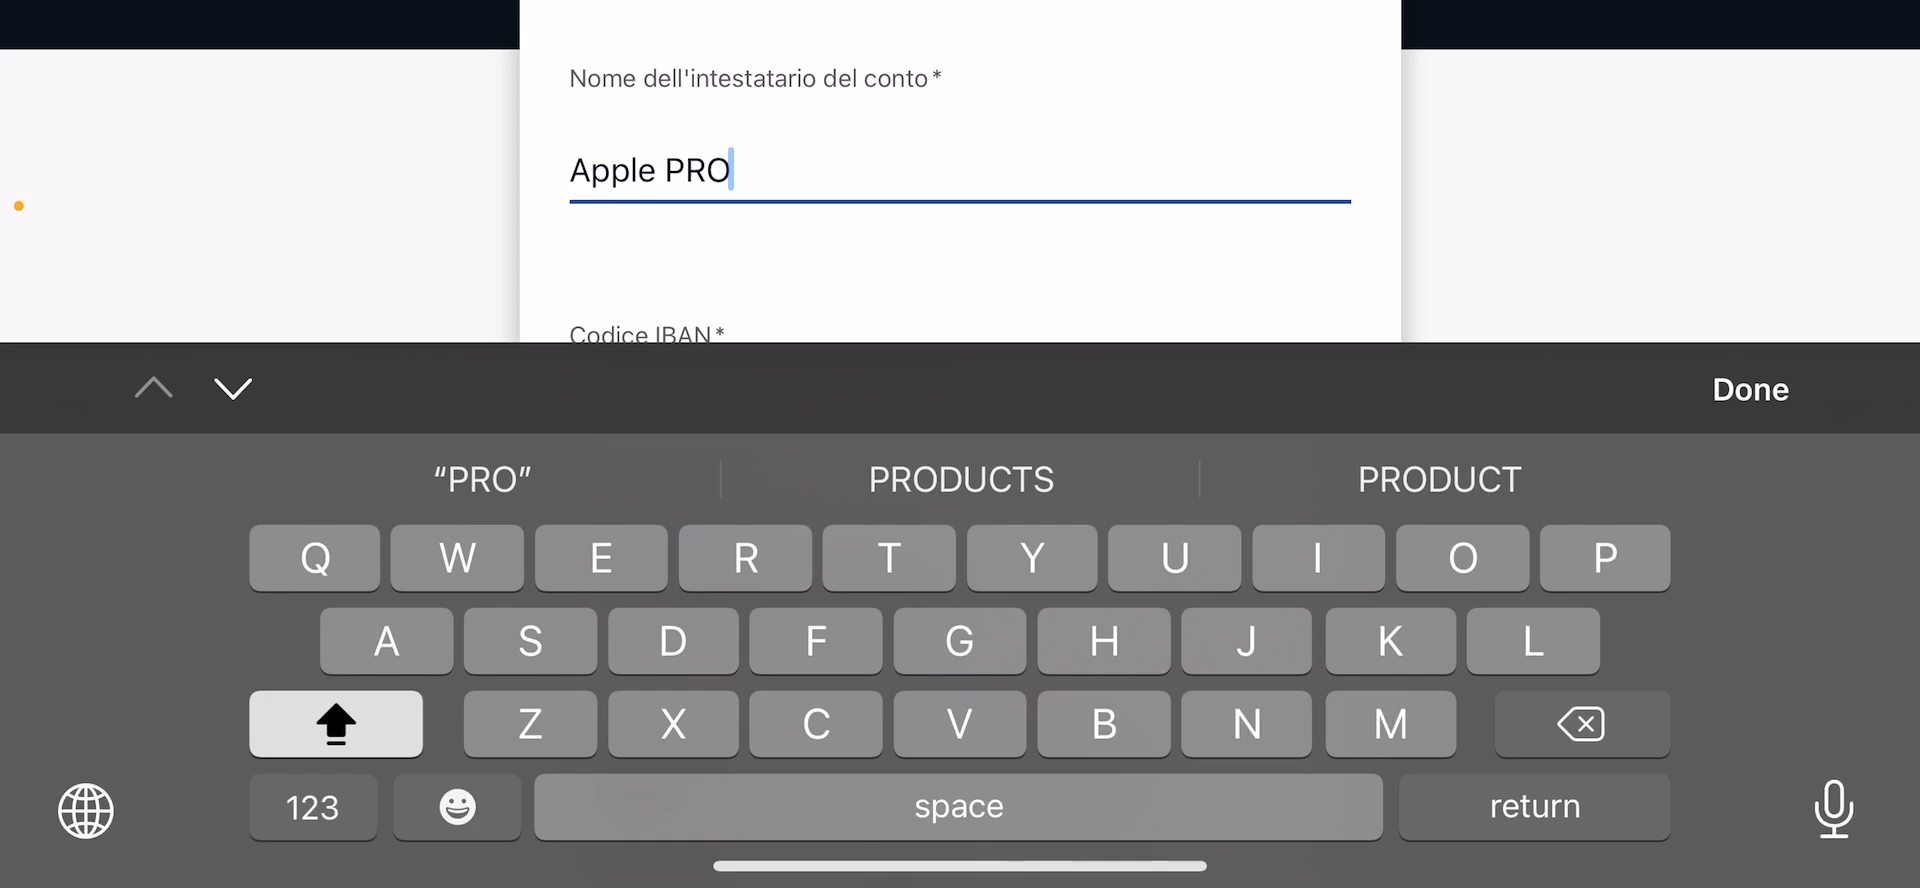 Nome dell'intestatario del conto*
Apple PRO
Codice IBAN*
Done
“PRO” PRODUCTS PRODUCT
Q W E R T Y U I O P
A S D F G H J K L
Z X C V B N M
123 space return